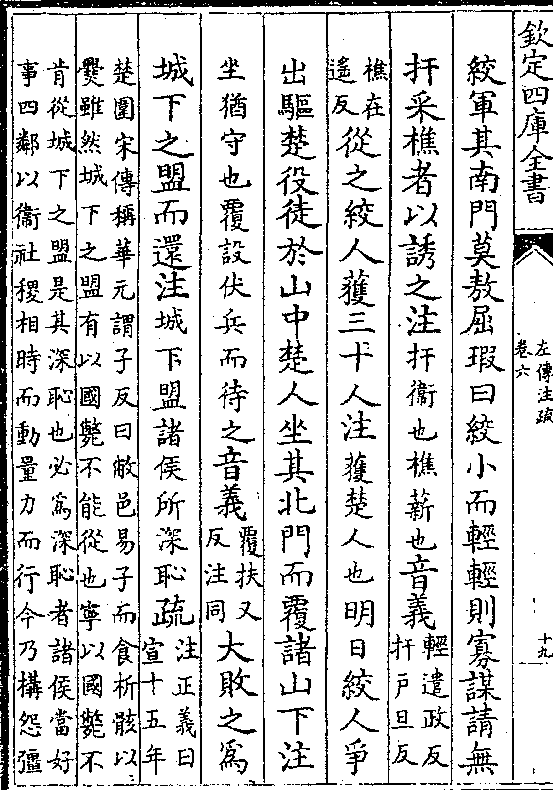 欽定四庫全書
左傳注疏
卷六
十九
絞軍其南門莫敖屈瑕曰絞小而輕輕則寡謀請無
扞采樵者以誘之注扞衞也樵薪也音義輕遣政反
扞戸旦反
樵在
遥反從之絞人獲三十人注獲楚人也明日絞人爭
出驅楚役徒於山中楚人坐其北門而覆諸山下注
坐猶守也覆設伏兵而待之音義覆扶又
反注同大敗之為
城下之盟而還注城下盟諸侯所深恥疏注正義曰
宣十五年
楚圍宋傳稱華元謂子反曰敝邑易子而食析骸以
爨雖然城下之盟有以國斃不能從也寧以國斃不
肯從城下之盟是其深恥也必為深恥者諸侯當好
事四鄰以衞社稷相時而動量力而行今乃構怨彊